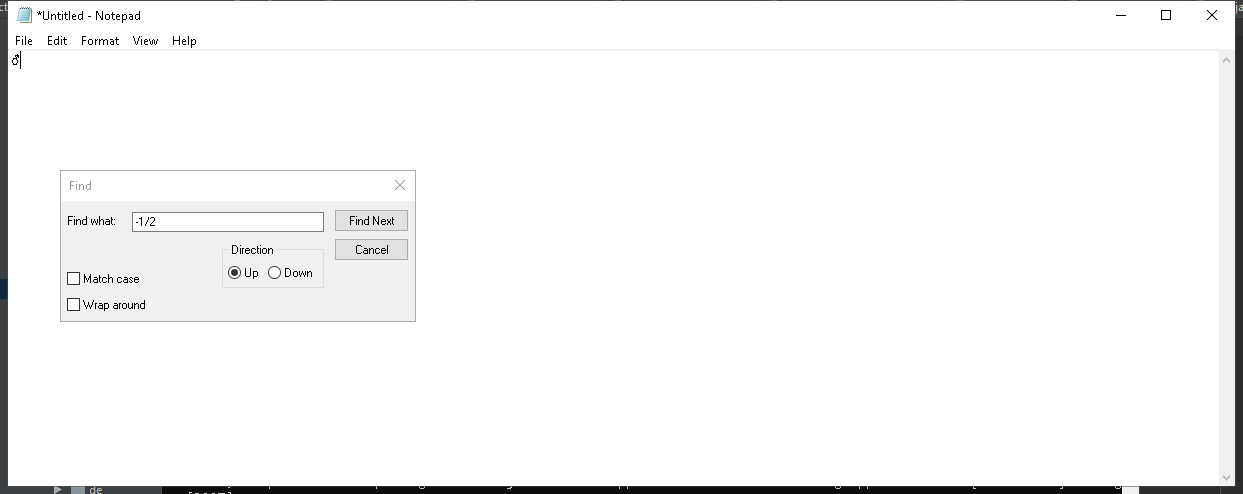 *Untitled - Notepad
File Edit Format View Help
♂
Find
Find what: -1/2 Find Next
Direction Cancel
Up Down
Match case
Wrap around
de